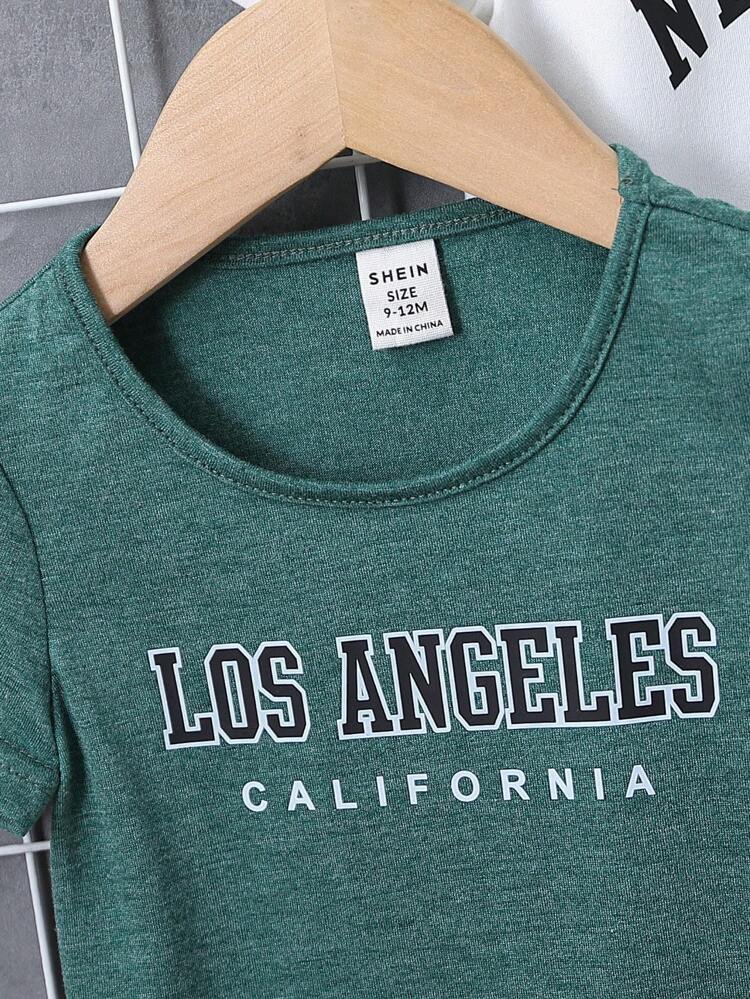 SHEIN
SIZE
9-12M
MADE IN CHINA
LOS ANGELES
CALIFORNIA